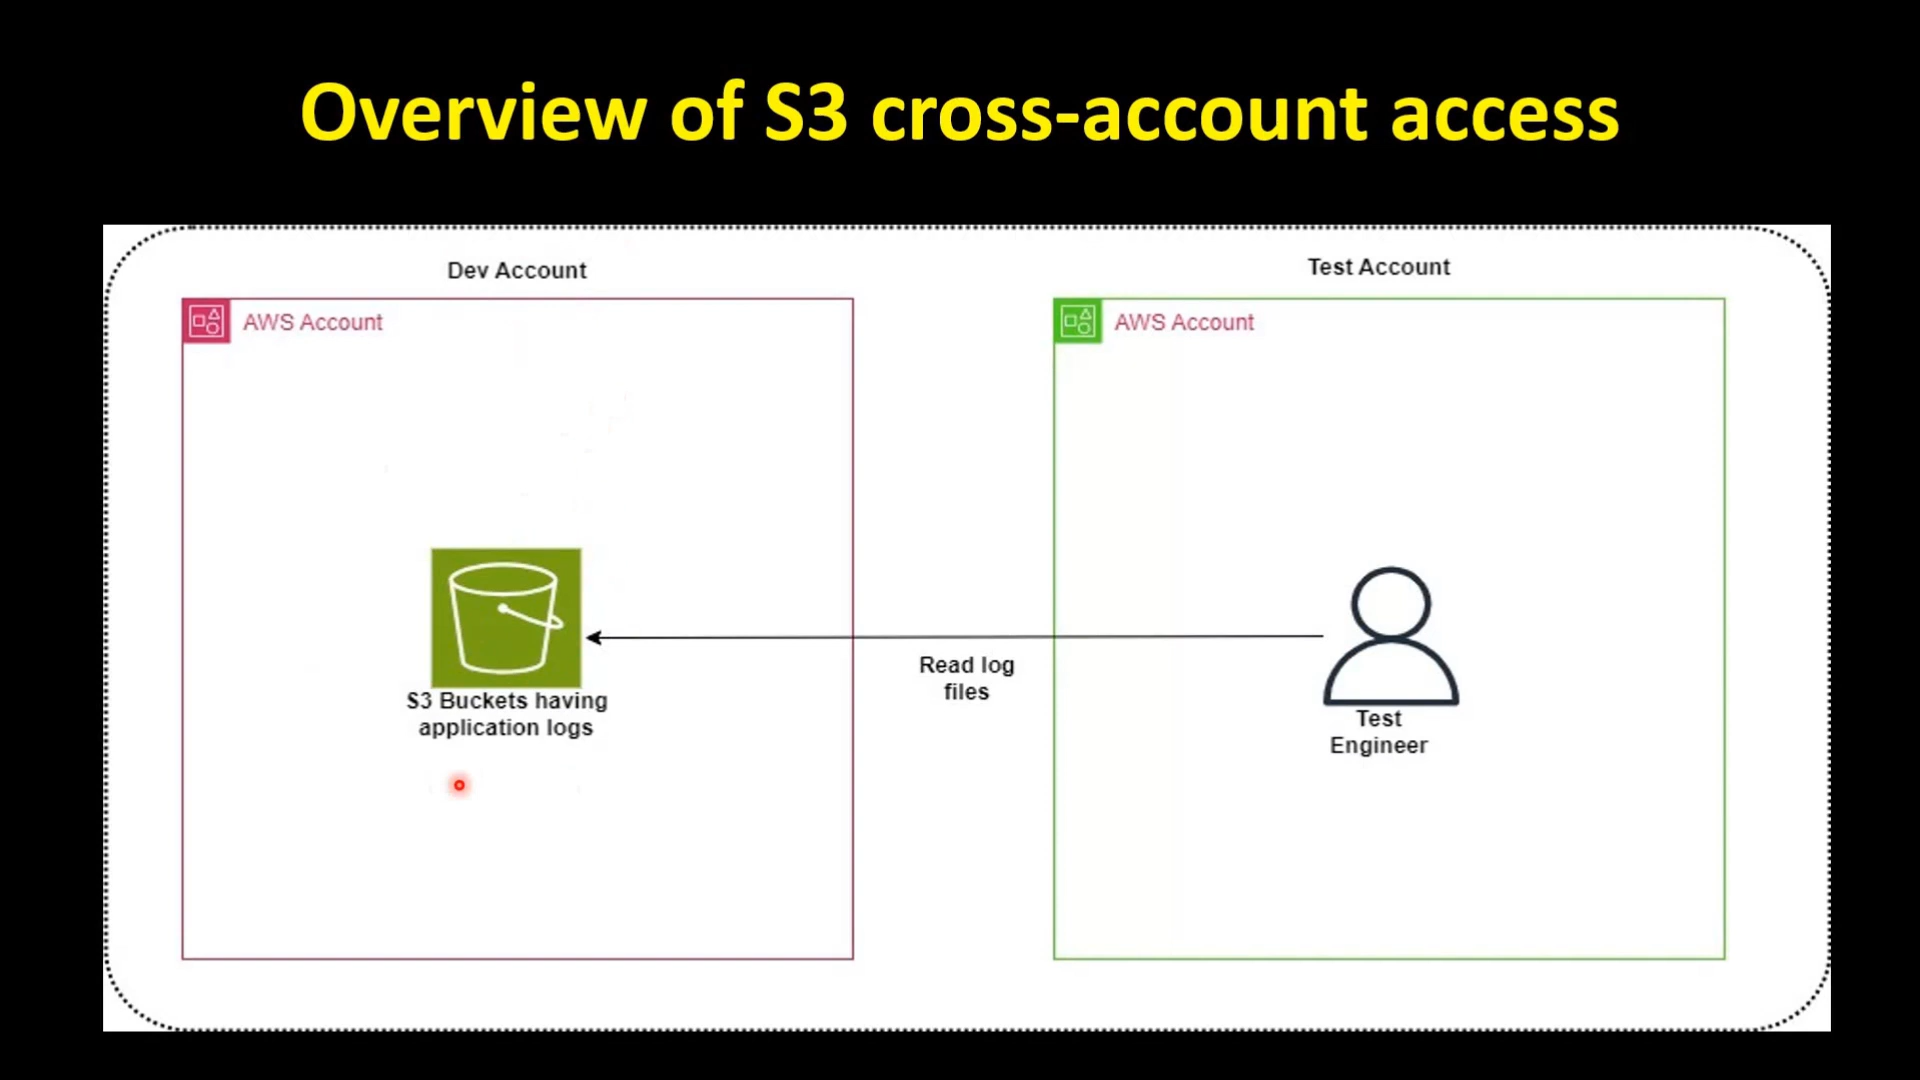 Overview of S3 cross-account access
Dev Account
Test Account
AWS Account
AWS Account
S3 Buckets having
application logs
Read log
files
Test
Engineer